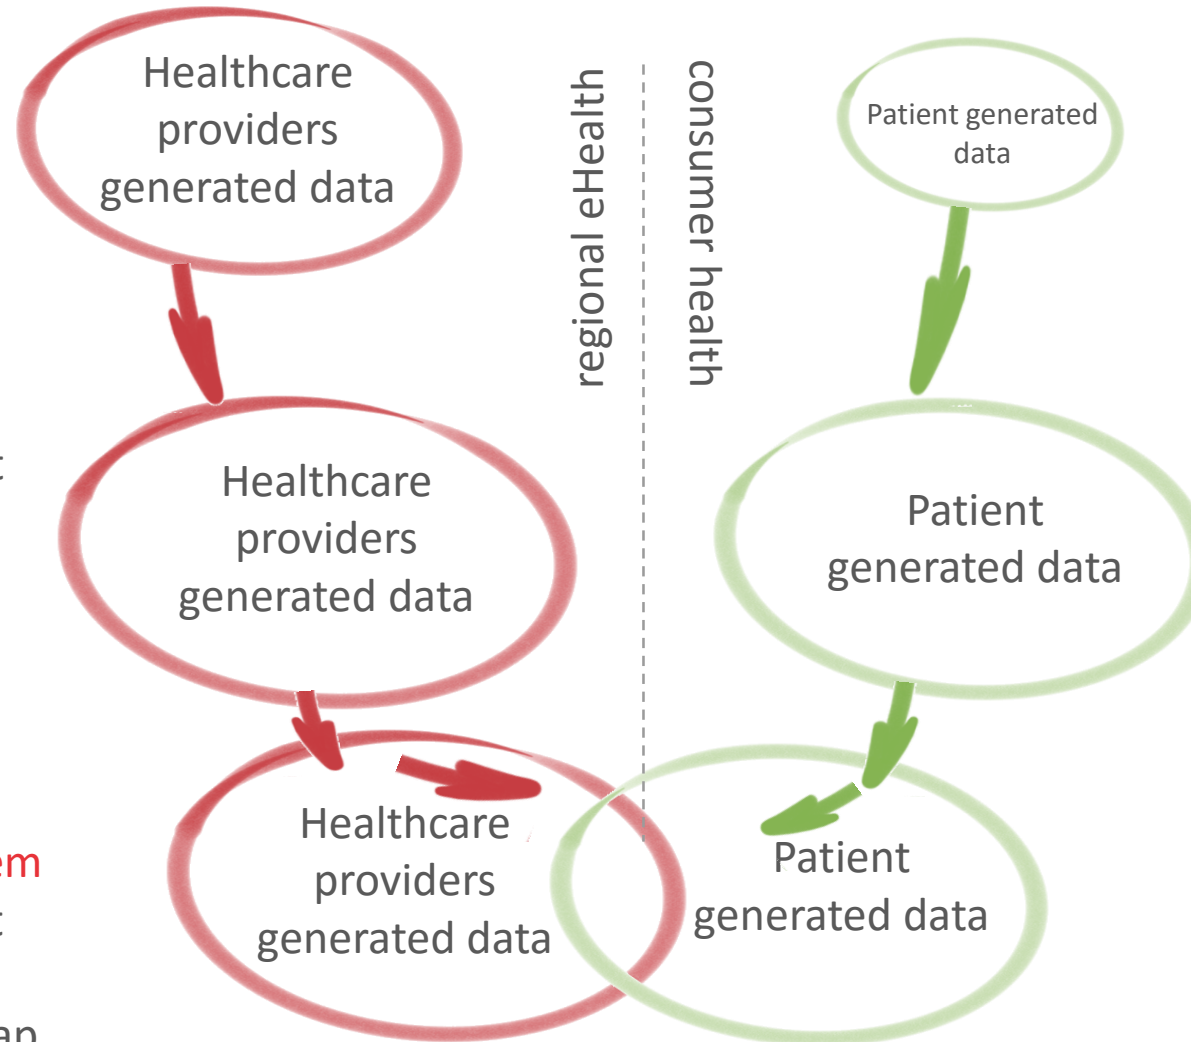 Healthcare
providers
generated data
regional eHealth
consumer health
Patient generated
data
Healthcare
providers
generated data
Patient
generated data
Healthcare
providers
generated data
Patient
generated data